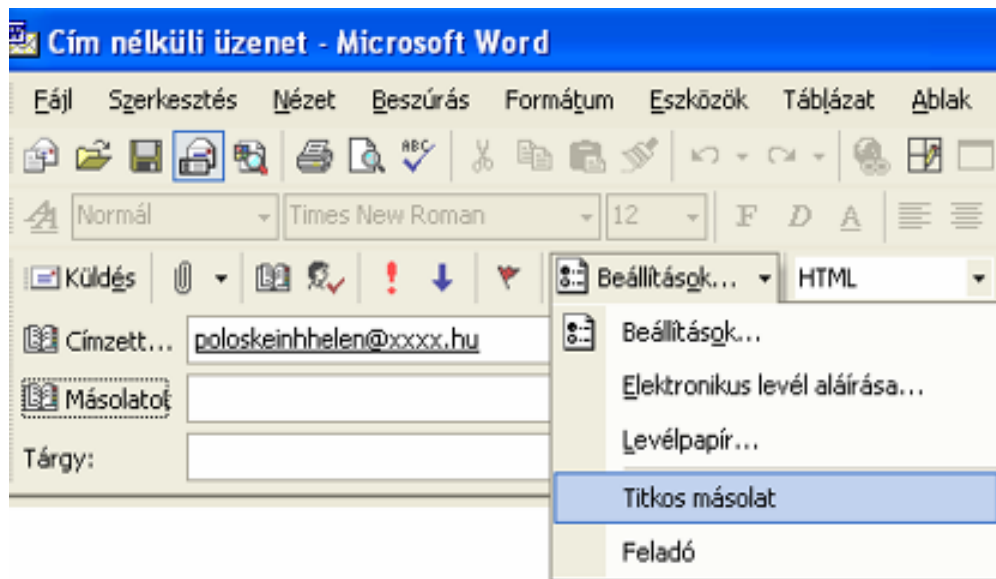 Cím nélküli üzenet - Microsoft Word
Fájl Szerkesztés Nézet Beszúrás Formátum Eszközök Táblázat Ablak
ABC
Normál Times New Roman 12 F D A
Küldés Beállítások... HTML
Címzett... poloskeinhhelen@xxxx.hu
Másolatot
Tárgy:
Beállítások...
Elektronikus levél aláírása...
Levélpapír...
Titkos másolat
Feladó